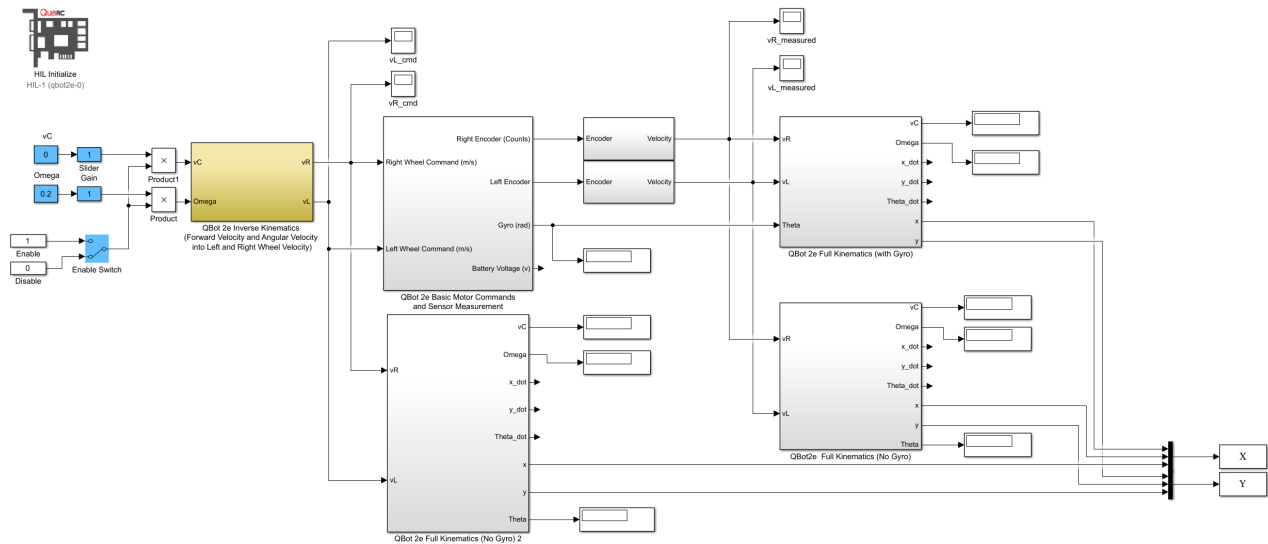 QUARC
HIL Initialize
HIL-1 (qbot2e-0)
vC
0
1
Slider
Gain
Omega
0.2
1
×
Product1
×
Product
1
Enable
0
Disable
Enable Switch
vC
Omega
vR
vL
QBot 2e Inverse Kinematics
(Forward Velocity and Angular Velocity
into Left and Right Wheel Velocity)
vL_cmd
vR_cmd
Right Wheel Command (m/s)
Left Wheel Command (m/s)
Right Encoder (Counts)
Left Encoder
Gyro (rad)
Battery Voltage (v)
QBot 2e Basic Motor Commands
and Sensor Measurement
Encoder Velocity
Encoder Velocity
vR_measured
vL_measured
vR
vL
Theta
vC
Omega
x_dot
y_dot
Theta_dot
x
y
QBot 2e Full Kinematics (with Gyro)
vR
vL
vC
Omega
x_dot
y_dot
Theta_dot
x
y
Theta
QBot2e Full Kinematics (No Gyro)
vR
vL
vC
Omega
x_dot
y_dot
Theta_dot
x
y
Theta
QBot 2e Full Kinematics (No Gyro) 2
X
Y